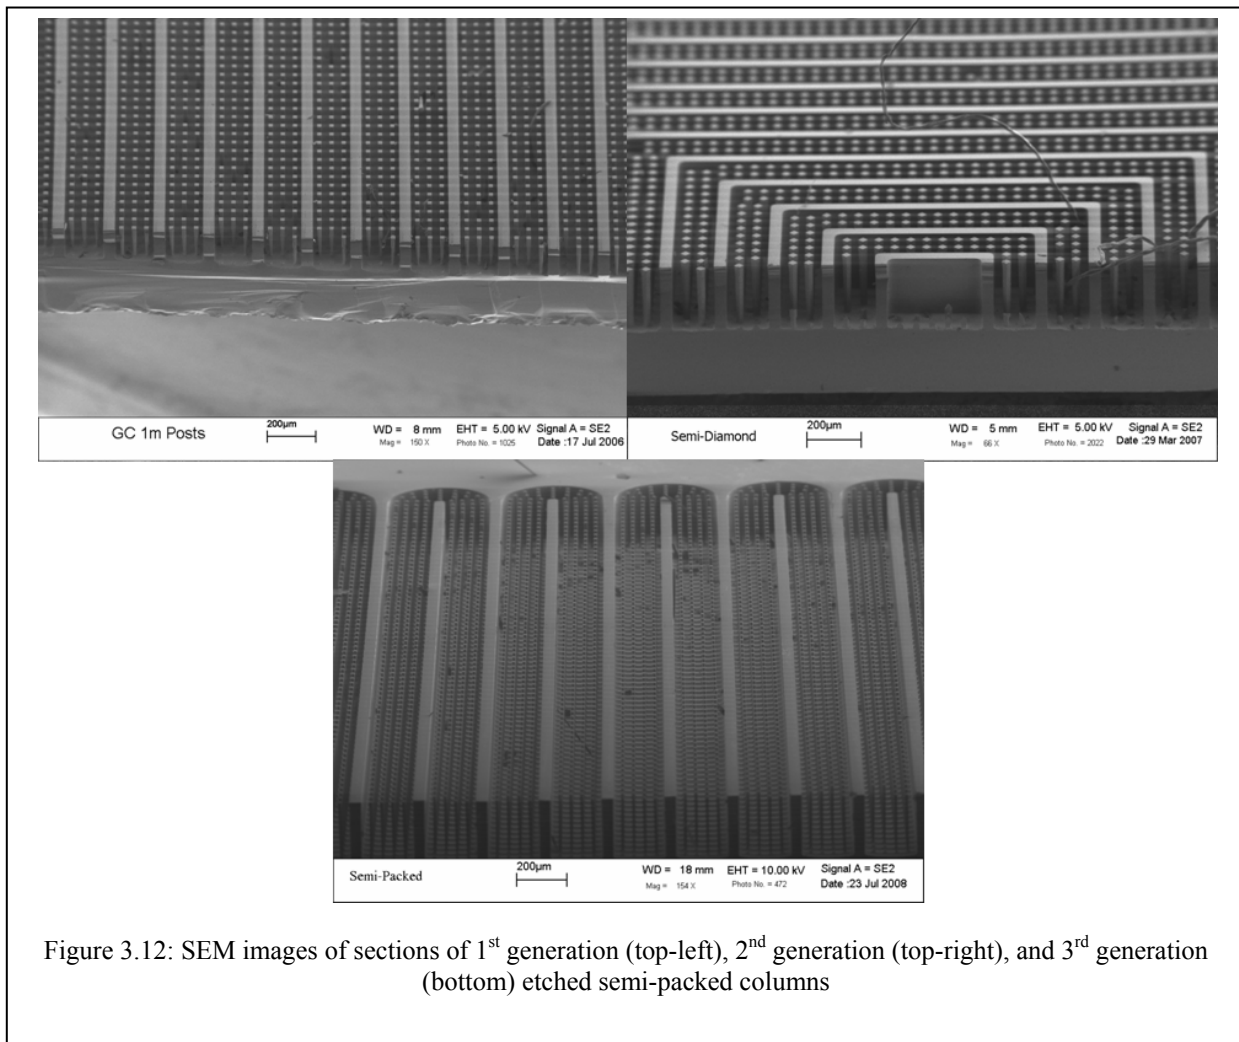 GC 1m Posts
200µm
WD = 8 mm EHT = 5.00 kV Signal A = SE2
Mag = 150 X Photo No. = 1025 Date :17 Jul 2006
Semi-Diamond
200µm
WD = 5 mm EHT = 5.00 kV Signal A = SE2
Mag = 66 X Photo No. = 2022 Date :29 Mar 2007
Semi-Packed
200µm
WD = 18 mm EHT = 10.00 kV Signal A = SE2
Mag = 154 X Photo No. = 472 Date :23 Jul 2008
Figure 3.12: SEM images of sections of 1st generation (top-left), 2nd generation (top-right), and 3rd generation
(bottom) etched semi-packed columns